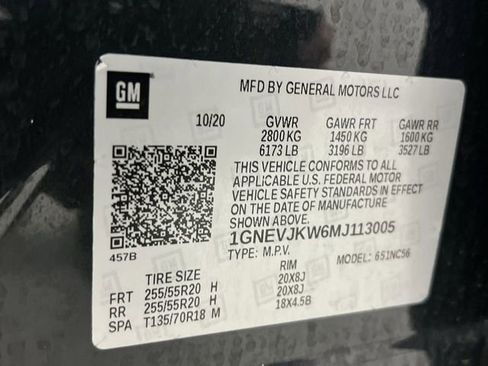 GM
MFD BY GENERAL MOTORS LLC
10/20 GVWR GAWR FRT GAWR RR
2800 KG 1450 KG 1600 KG
6173 LB 3196 LB 3527 LB
THIS VEHICLE CONFORMS TO ALL
APPLICABLE U.S. FEDERAL MOTOR
VEHICLE SAFETY STANDARDS IN EFFECT
ON THE DATE OF MANUFACTURE
SHOWN ABOVE.
1GNEVJKW6MJ113005
457B TYPE: M.P.V. MODEL: 651NC56
TIRE SIZE RIM
FRT 255/55R20 H 20X8J
RR 255/55R20 H 20X8J
SPA T135/70R18 M 18X4.5B